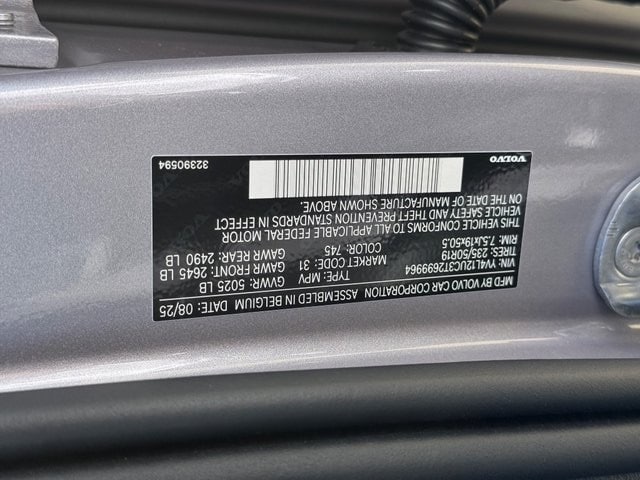 MFD BY VOLVO CAR CORPORATION ASSEMBLED IN BELGIUM DATE: 08/25
VIN: YV4L12UC3T2699964 GVWR: 5025 LB
TIRES: 235/50R19 TYPE: MPV GAWR FRONT: 2645 LB
RIM: 7.5Jx19x50.5 MARKET CODE: 31 GAWR REAR: 2490 LB
COLOR: 745
THIS VEHICLE CONFORMS TO ALL APPLICABLE FEDERAL MOTOR
VEHICLE SAFETY AND THEFT PREVENTION STANDARDS IN EFFECT
ON THE DATE OF MANUFACTURE SHOWN ABOVE.
VOLVO 32390594